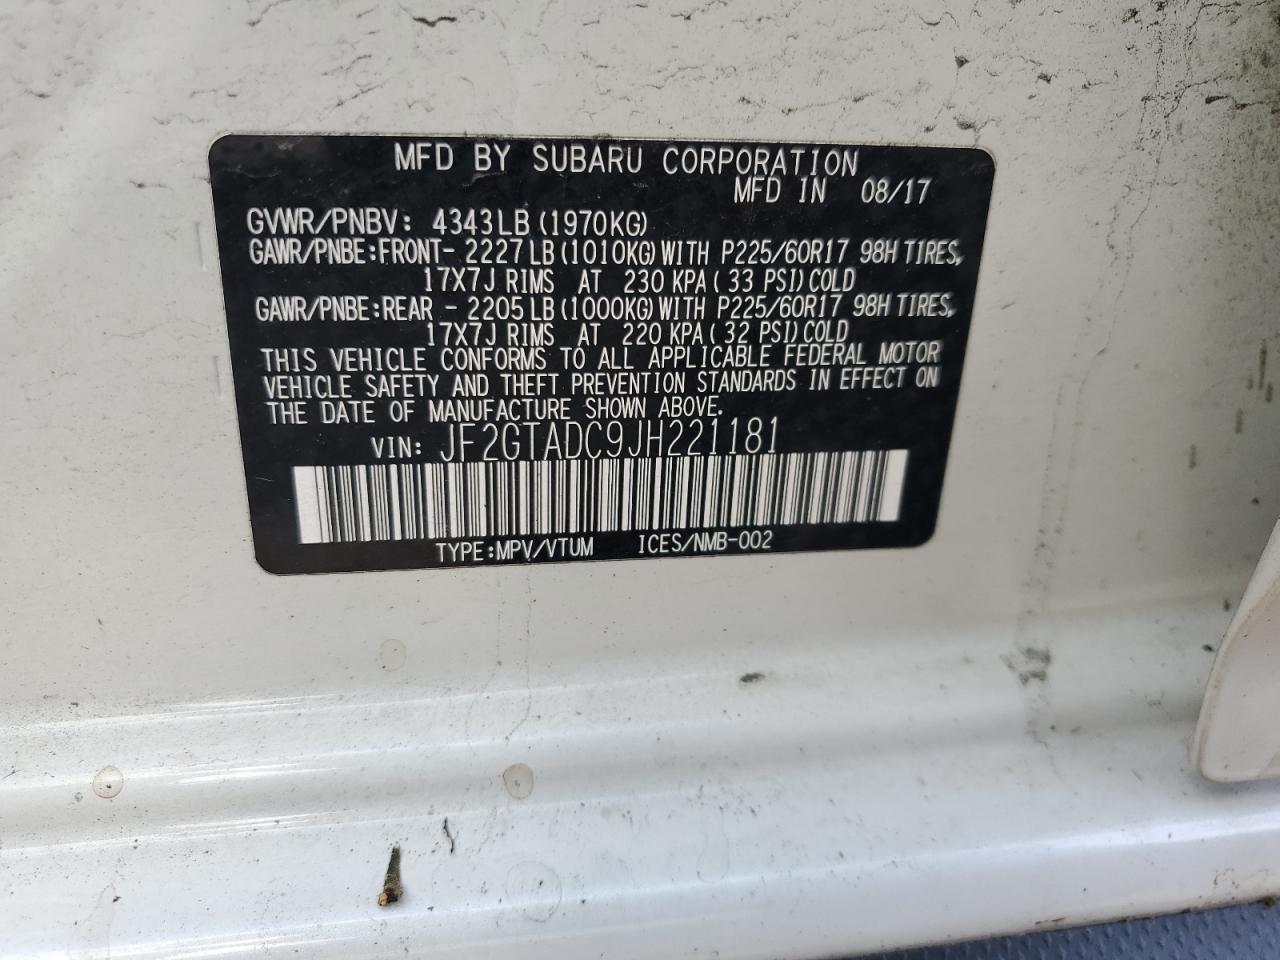 MFD BY SUBARU CORPORATION
MFD IN 08/17
GVWR/PNBV: 4343LB(1970KG)
GAWR/PNBE:FRONT- 2227LB(1010KG)WITH P225/60R17 98H TIRES,
17X7J RIMS AT 230 KPA( 33 PSI)COLD
GAWR/PNBE:REAR - 2205LB(1000KG)WITH P225/60R17 98H TIRES,
17X7J RIMS AT 220 KPA( 32 PSI)COLD
THIS VEHICLE CONFORMS TO ALL APPLICABLE FEDERAL MOTOR
VEHICLE SAFETY AND THEFT PREVENTION STANDARDS IN EFFECT ON
THE DATE OF MANUFACTURE SHOWN ABOVE.
VIN: JF2GTADC9JH221181
TYPE:MPV/VTUM ICES/NMB-002